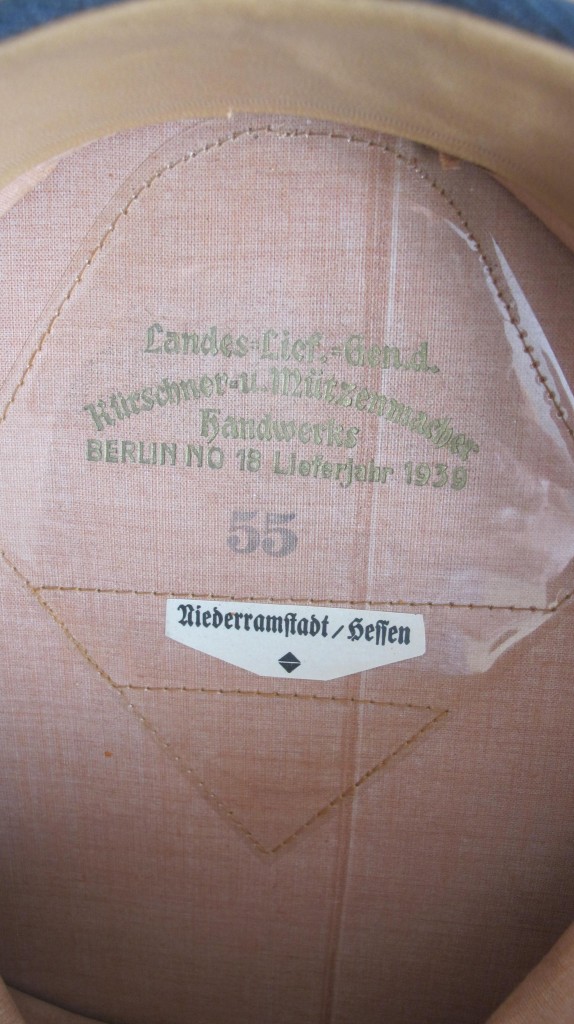 Landes-Lief.-Gen.d.
Kürschner-u.Mützenmacher
Handwerks
BERLIN NO 18 Lieferjahr 1939
55
Niederramstadt/Hessen